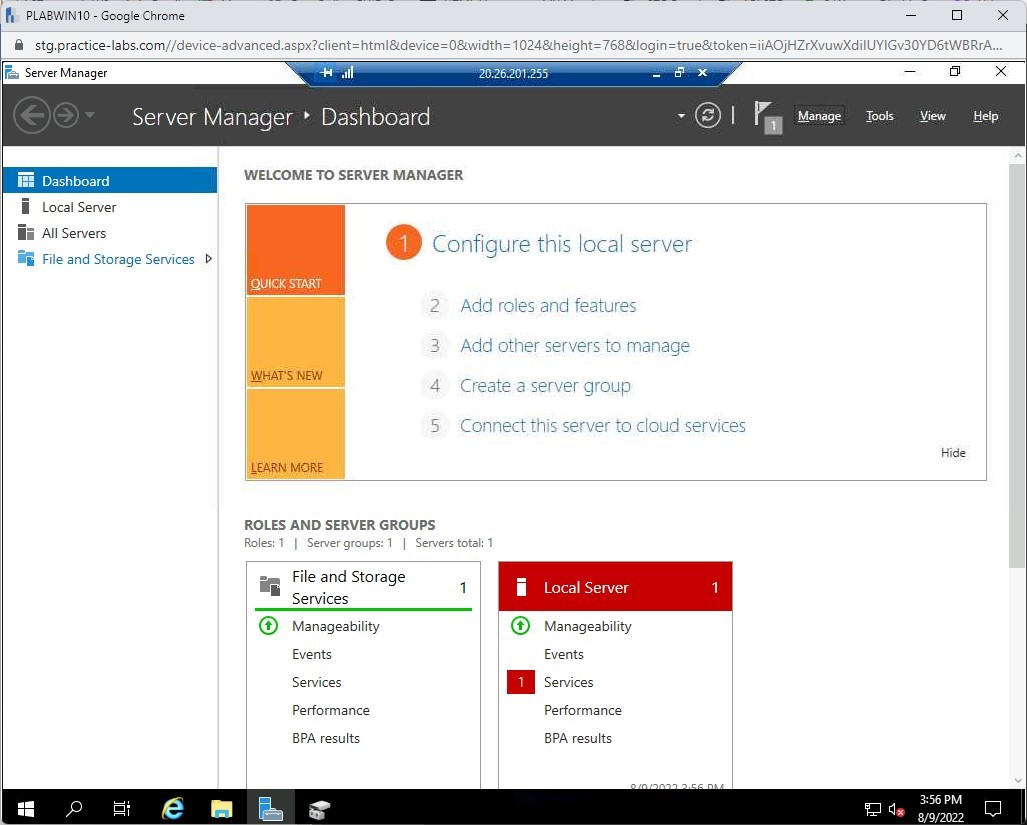 PLABWIN10 - Google Chrome
stg.practice-labs.com//device-advanced.aspx?client=html&device=0&width=1024&height=768&login=true&token=iiAOjHZrXvuwXdiIUYIGv30YD6tWBRrA...
Server Manager
20.26.201.255
Server Manager ‣ Dashboard
1
Manage
Tools
View
Help
Dashboard
Local Server
All Servers
File and Storage Services
WELCOME TO SERVER MANAGER
QUICK START
WHAT'S NEW
LEARN MORE
1 Configure this local server
2 Add roles and features
3 Add other servers to manage
4 Create a server group
5 Connect this server to cloud services
Hide
ROLES AND SERVER GROUPS
Roles: 1 | Server groups: 1 | Servers total: 1
File and Storage
Services
1
Manageability
Events
Services
Performance
BPA results
Local Server 1
Manageability
Events
1 Services
Performance
BPA results
8/9/2022 3:56 PM
3:56 PM
8/9/2022